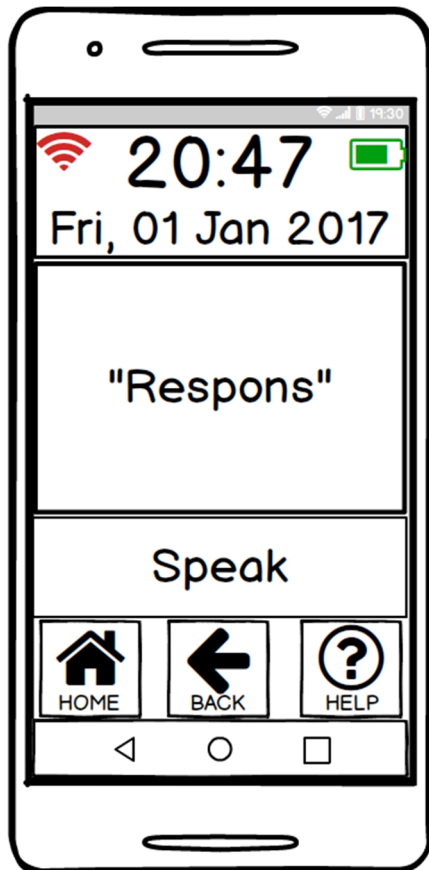 19:30
20:47
Fri, 01 Jan 2017
"Respons"
Speak
HOME BACK HELP